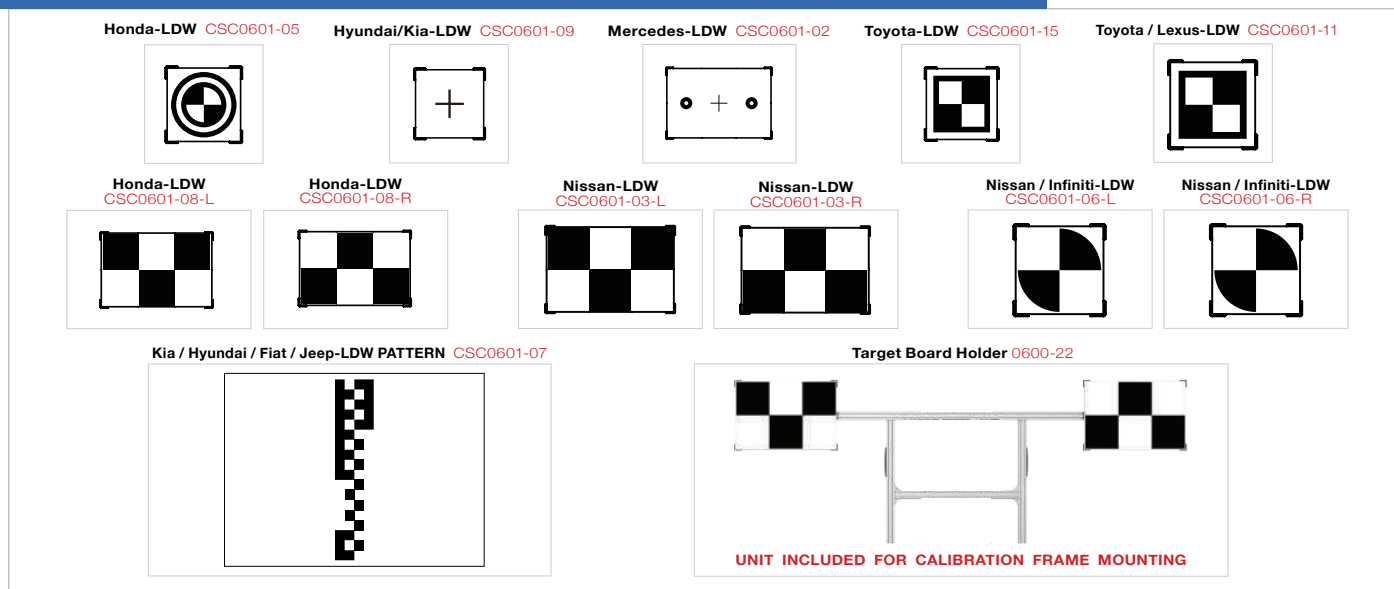 Honda-LDW CSC0601-05
Hyundai/Kia-LDW CSC0601-09
Mercedes-LDW CSC0601-02
Toyota-LDW CSC0601-15
Toyota / Lexus-LDW CSC0601-11
Honda-LDW
CSC0601-08-L
Honda-LDW
CSC0601-08-R
Nissan-LDW
CSC0601-03-L
Nissan-LDW
CSC0601-03-R
Nissan / Infiniti-LDW
CSC0601-06-L
Nissan / Infiniti-LDW
CSC0601-06-R
Kia / Hyundai / Fiat / Jeep-LDW PATTERN CSC0601-07
Target Board Holder 0600-22
UNIT INCLUDED FOR CALIBRATION FRAME MOUNTING